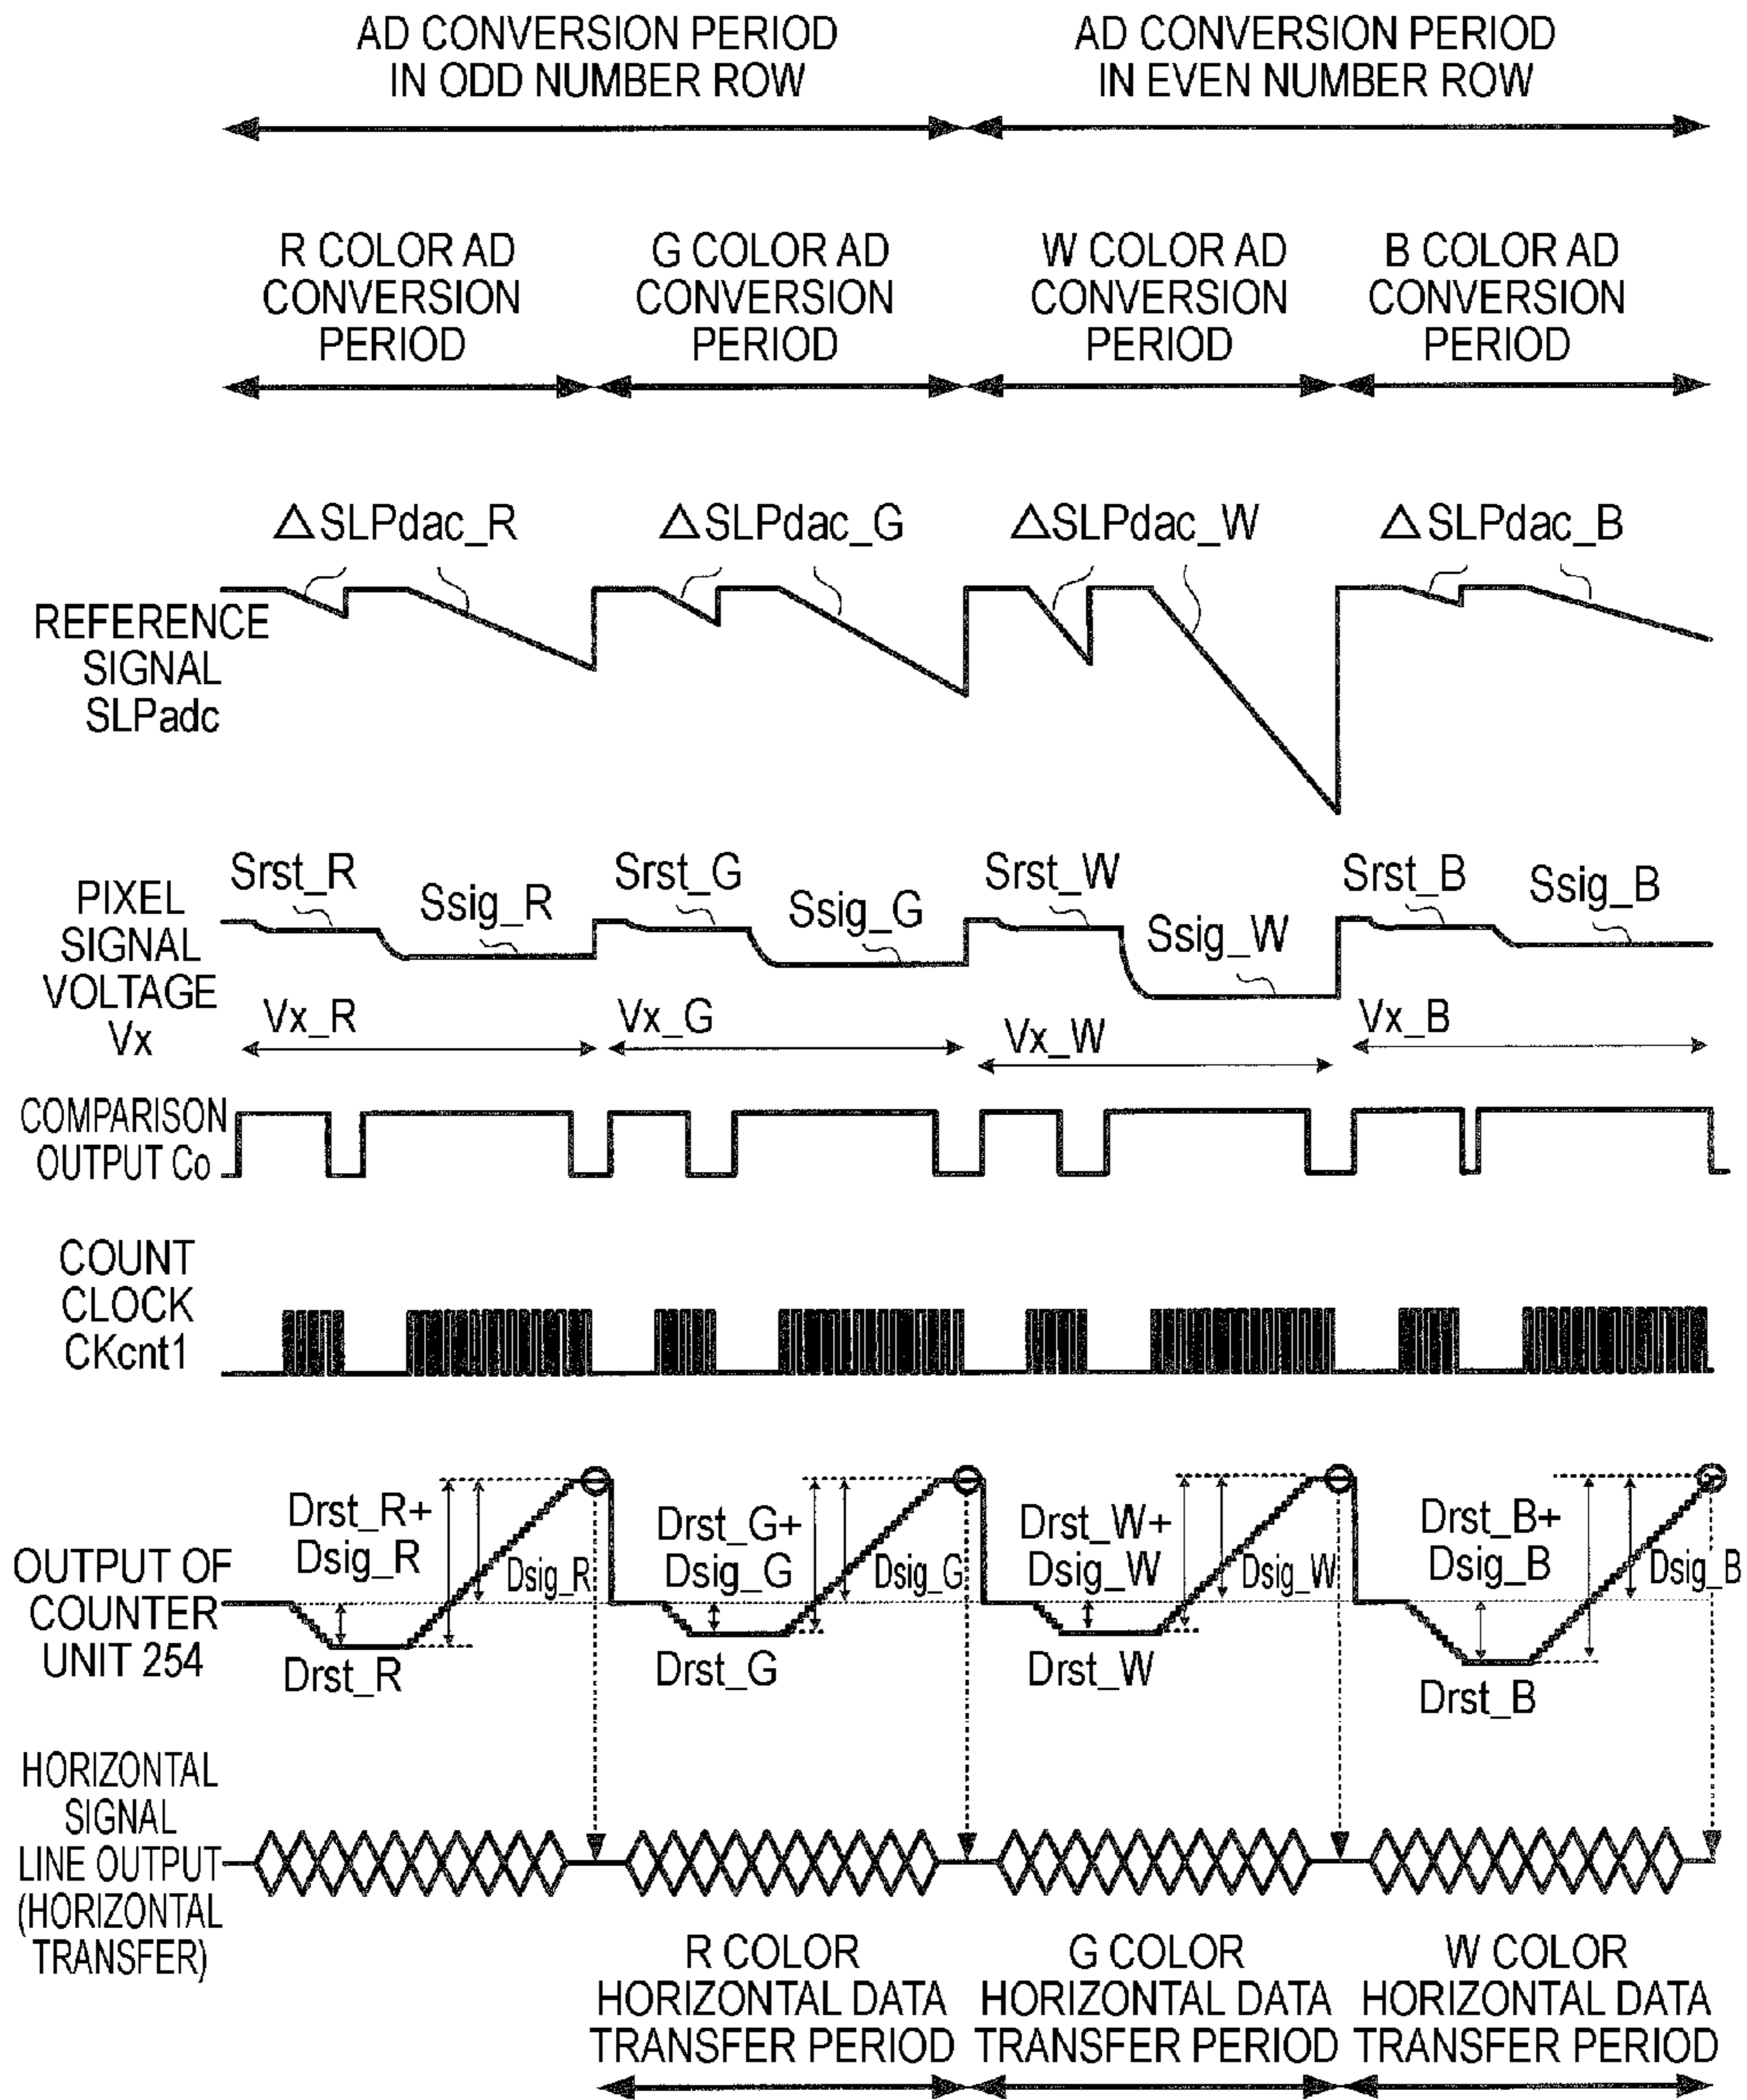 AD CONVERSION PERIOD
IN ODD NUMBER ROW
AD CONVERSION PERIOD
IN EVEN NUMBER ROW
R COLOR AD
CONVERSION
PERIOD
G COLOR AD
CONVERSION
PERIOD
W COLOR AD
CONVERSION
PERIOD
B COLOR AD
CONVERSION
PERIOD
△SLPdac_R
△SLPdac_G
△SLPdac_W
△SLPdac_B
REFERENCE
SIGNAL
SLPadc
Srst_R
Ssig_R
Srst_G
Ssig_G
Srst_W
Ssig_W
Srst_B
Ssig_B
PIXEL
SIGNAL
VOLTAGE
Vx
Vx_R
Vx_G
Vx_W
Vx_B
COMPARISON
OUTPUT Co
COUNT
CLOCK
CKcnt1
OUTPUT OF
COUNTER
UNIT 254
Drst_R+
Dsig_R
Dsig_R
Drst_R
Drst_G+
Dsig_G
Dsig_G
Drst_G
Drst_W+
Dsig_W
Dsig_W
Drst_W
Drst_B+
Dsig_B
Dsig_B
Drst_B
HORIZONTAL
SIGNAL
LINE OUTPUT
(HORIZONTAL
TRANSFER)
R COLOR
HORIZONTAL DATA
TRANSFER PERIOD
G COLOR
HORIZONTAL DATA
TRANSFER PERIOD
W COLOR
HORIZONTAL DATA
TRANSFER PERIOD